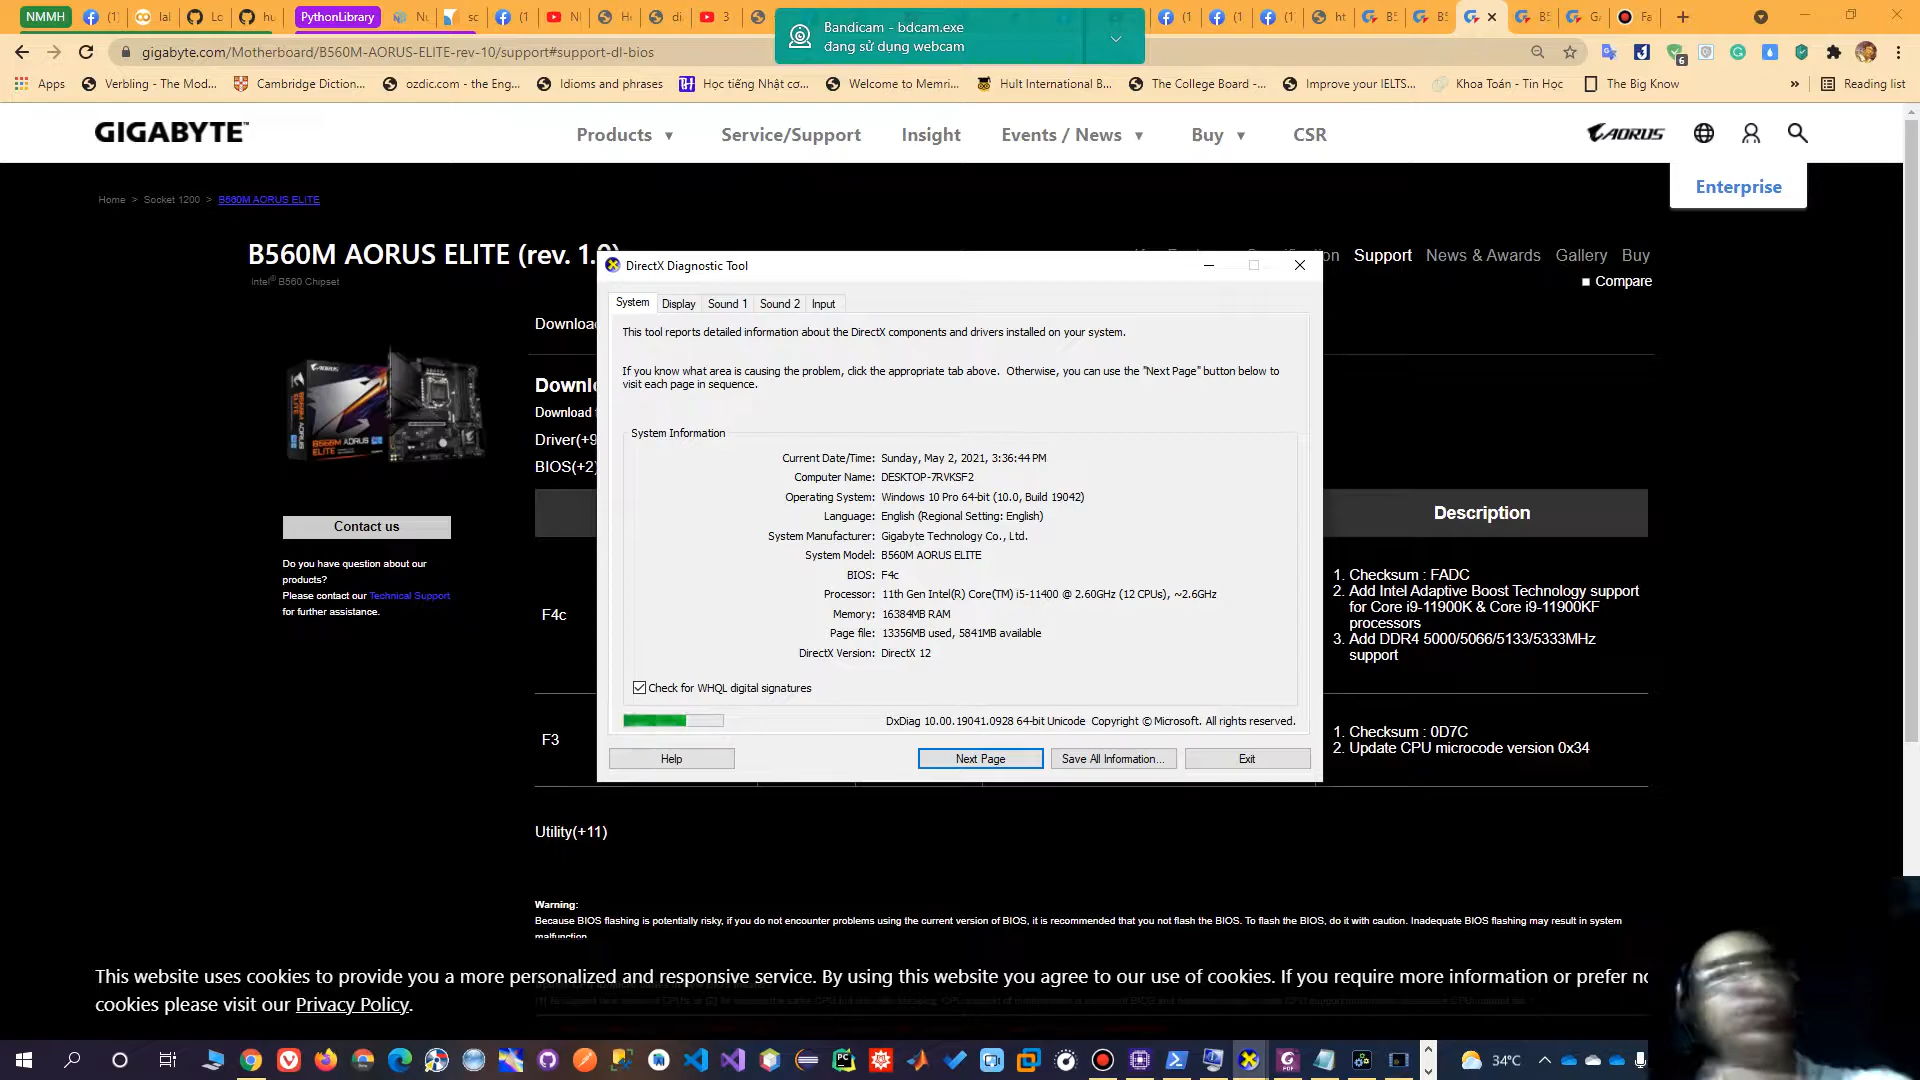 NMMH
PythonLibrary
Bandicam - bdcam.exe
đang sử dụng webcam
gigabyte.com/Motherboard/B560M-AORUS-ELITE-rev-10/support#support-dl-bios
Apps
Verbling - The Mod...
Cambridge Diction...
ozdic.com - the Eng...
Idioms and phrases
Học tiếng Nhật cơ...
Welcome to Memri...
Hult International B...
The College Board -...
Improve your IELTS...
Khoa Toán - Tin Học
The Big Know
»
Reading list
GIGABYTE™
Products
Service/Support
Insight
Events / News
Buy
CSR
AORUS
Enterprise
Home > Socket 1200 > B560M AORUS ELITE
B560M AORUS ELITE (rev. 1.0)
Intel® B560 Chipset
Support
News & Awards
Gallery
Buy
Compare
Contact us
Do you have question about our
products?
Please contact our Technical Support
for further assistance.
Driver(+9
BIOS(+2)
DirectX Diagnostic Tool
System
Display
Sound 1
Sound 2
Input
This tool reports detailed information about the DirectX components and drivers installed on your system.
If you know what area is causing the problem, click the appropriate tab above. Otherwise, you can use the "Next Page" button below to
visit each page in sequence.
System Information
Current Date/Time: Sunday, May 2, 2021, 3:36:44 PM
Computer Name: DESKTOP-7RVKSF2
Operating System: Windows 10 Pro 64-bit (10.0, Build 19042)
Language: English (Regional Setting: English)
System Manufacturer: Gigabyte Technology Co., Ltd.
System Model: B560M AORUS ELITE
BIOS: F4c
Processor: 11th Gen Intel(R) Core(TM) i5-11400 @ 2.60GHz (12 CPUs), ~2.6GHz
Memory: 16384MB RAM
Page file: 13356MB used, 5841MB available
DirectX Version: DirectX 12
Check for WHQL digital signatures
DxDiag 10.00.19041.0928 64-bit Unicode Copyright © Microsoft. All rights reserved.
Help
Next Page
Save All Information...
Exit
Description
F4c
1. Checksum : FADC
2. Add Intel Adaptive Boost Technology support
for Core i9-11900K & Core i9-11900KF
processors
3. Add DDR4 5000/5066/5133/5333MHz
support
F3
1. Checksum : 0D7C
2. Update CPU microcode version 0x34
Utility(+11)
Warning:
Because BIOS flashing is potentially risky, if you do not encounter problems using the current version of BIOS, it is recommended that you not flash the BIOS. To flash the BIOS, do it with caution. Inadequate BIOS flashing may result in system
malfunction.
This website uses cookies to provide you a more personalized and responsive service. By using this website you agree to our use of cookies. If you require more information or prefer
cookies please visit our Privacy Policy.
34°C